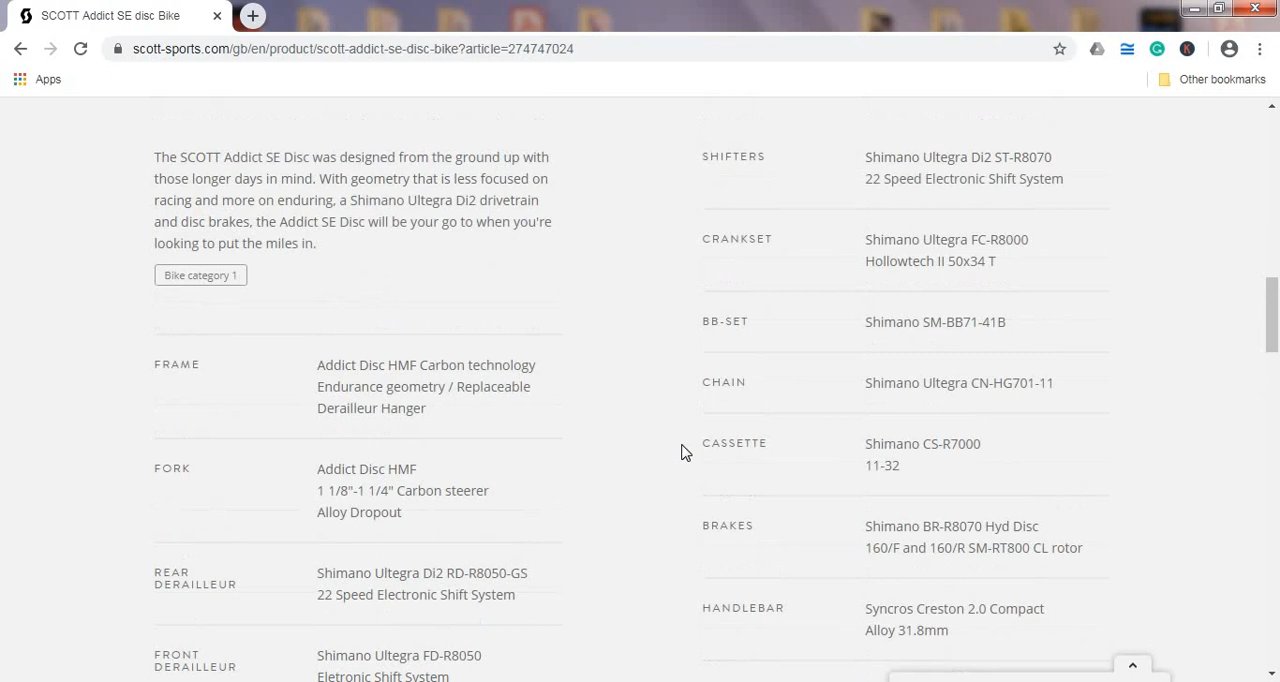 SCOTT Addict SE disc Bike
scott-sports.com/gb/en/product/scott-addict-se-disc-bike?article=274747024
Apps
Other bookmarks
The SCOTT Addict SE Disc was designed from the ground up with
those longer days in mind. With geometry that is less focused on
racing and more on enduring, a Shimano Ultegra Di2 drivetrain
and disc brakes, the Addict SE Disc will be your go to when you're
looking to put the miles in.
Bike category 1
FRAME
Addict Disc HMF Carbon technology
Endurance geometry / Replaceable
Derailleur Hanger
FORK
Addict Disc HMF
1 1/8"-1 1/4" Carbon steerer
Alloy Dropout
REAR
DERAILLEUR
Shimano Ultegra Di2 RD-R8050-GS
22 Speed Electronic Shift System
FRONT
DERAILLEUR
Shimano Ultegra FD-R8050
Eletronic Shift System
SHIFTERS
Shimano Ultegra Di2 ST-R8070
22 Speed Electronic Shift System
CRANKSET
Shimano Ultegra FC-R8000
Hollowtech II 50x34 T
BB-SET
Shimano SM-BB71-41B
CHAIN
Shimano Ultegra CN-HG701-11
CASSETTE
Shimano CS-R7000
11-32
BRAKES
Shimano BR-R8070 Hyd Disc
160/F and 160/R SM-RT800 CL rotor
HANDLEBAR
Syncros Creston 2.0 Compact
Alloy 31.8mm